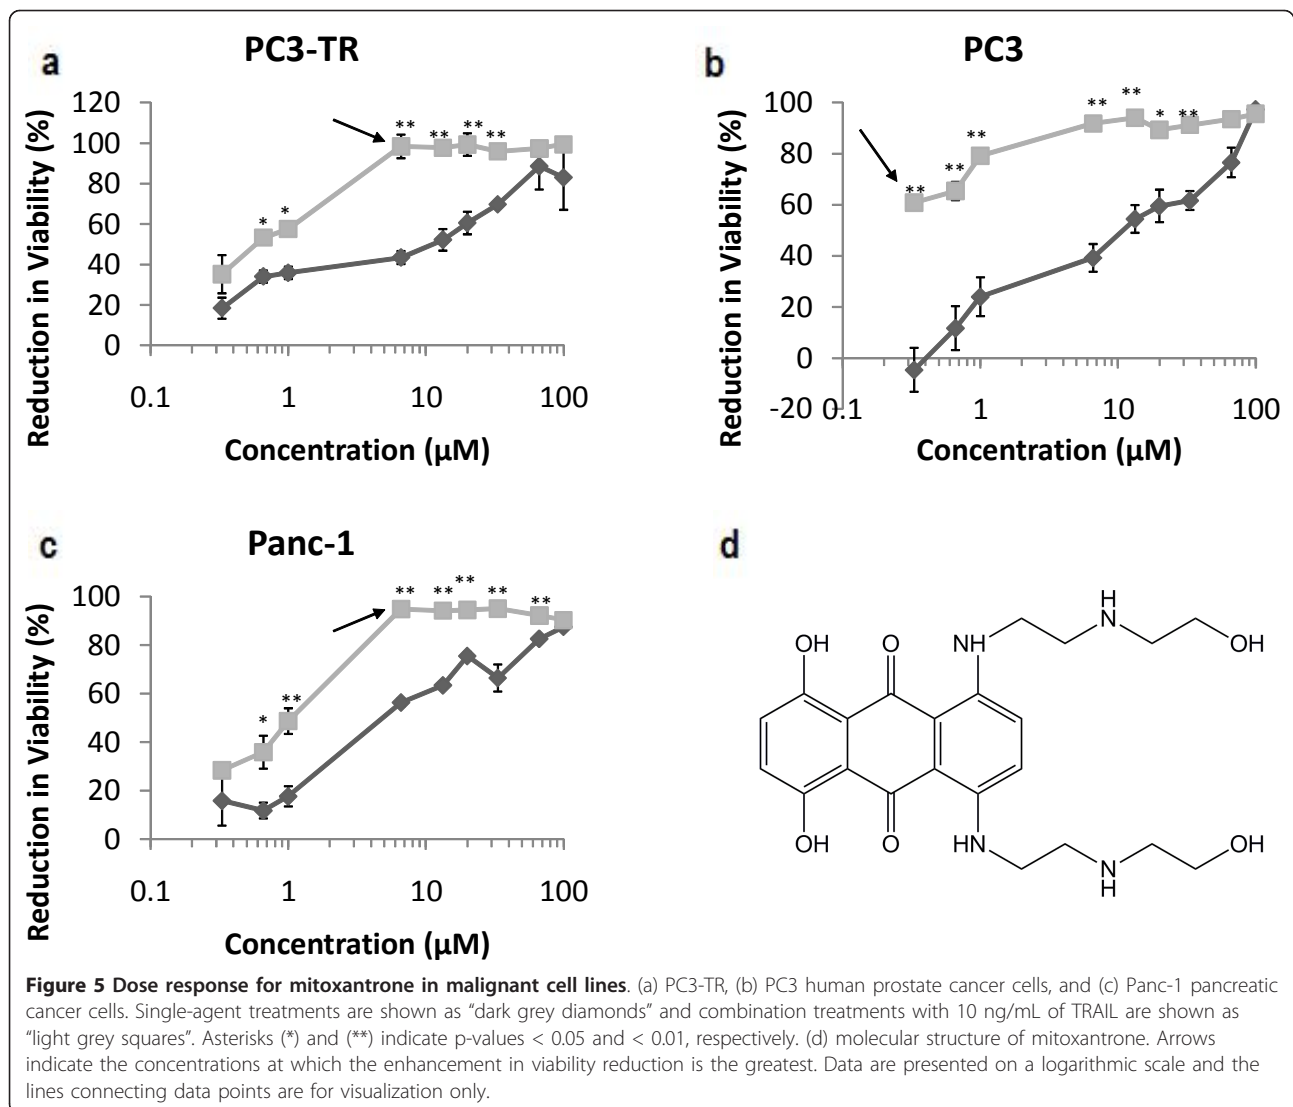 a
PC3-TR
Reduction in Viability (%)
120
100
80
60
40
20
0
** ** ** **
* *
0.1 1 10 100
Concentration (µM)
b
PC3
Reduction in Viability (%)
100
80
60
40
20
0
-20
** ** ** ** ** * **
0.1 1 10 100
Concentration (µM)
c
Panc-1
Reduction in Viability (%)
100
80
60
40
20
0
* ** ** ** ** ** **
0.1 1 10 100
Concentration (µM)
d
OH O NH H N OH
OH O HN N H OH
Figure 5 Dose response for mitoxantrone in malignant cell lines. (a) PC3-TR, (b) PC3 human prostate cancer cells, and (c) Panc-1 pancreatic
cancer cells. Single-agent treatments are shown as “dark grey diamonds” and combination treatments with 10 ng/mL of TRAIL are shown as
“light grey squares”. Asterisks (*) and (**) indicate p-values < 0.05 and < 0.01, respectively. (d) molecular structure of mitoxantrone. Arrows
indicate the concentrations at which the enhancement in viability reduction is the greatest. Data are presented on a logarithmic scale and the
lines connecting data points are for visualization only.